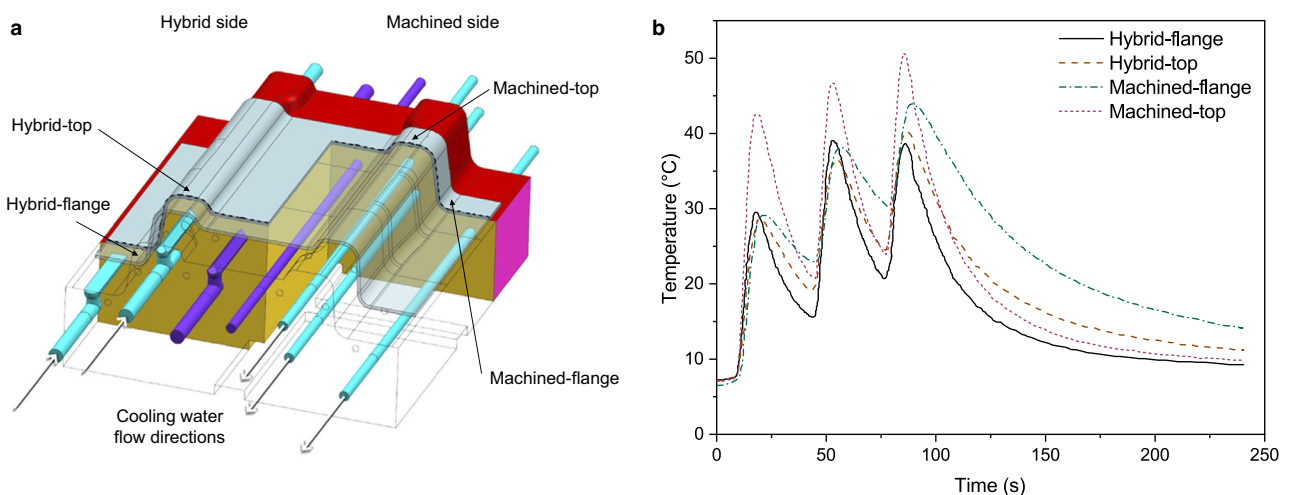 a
Hybrid side
Machined side
Machined-top
Hybrid-top
Hybrid-flange
Machined-flange
Cooling water
flow directions
b
Hybrid-flange
Hybrid-top
Machined-flange
Machined-top
Temperature (°C)
50
40
30
20
10
0
0 50 100 150 200 250
Time (s)